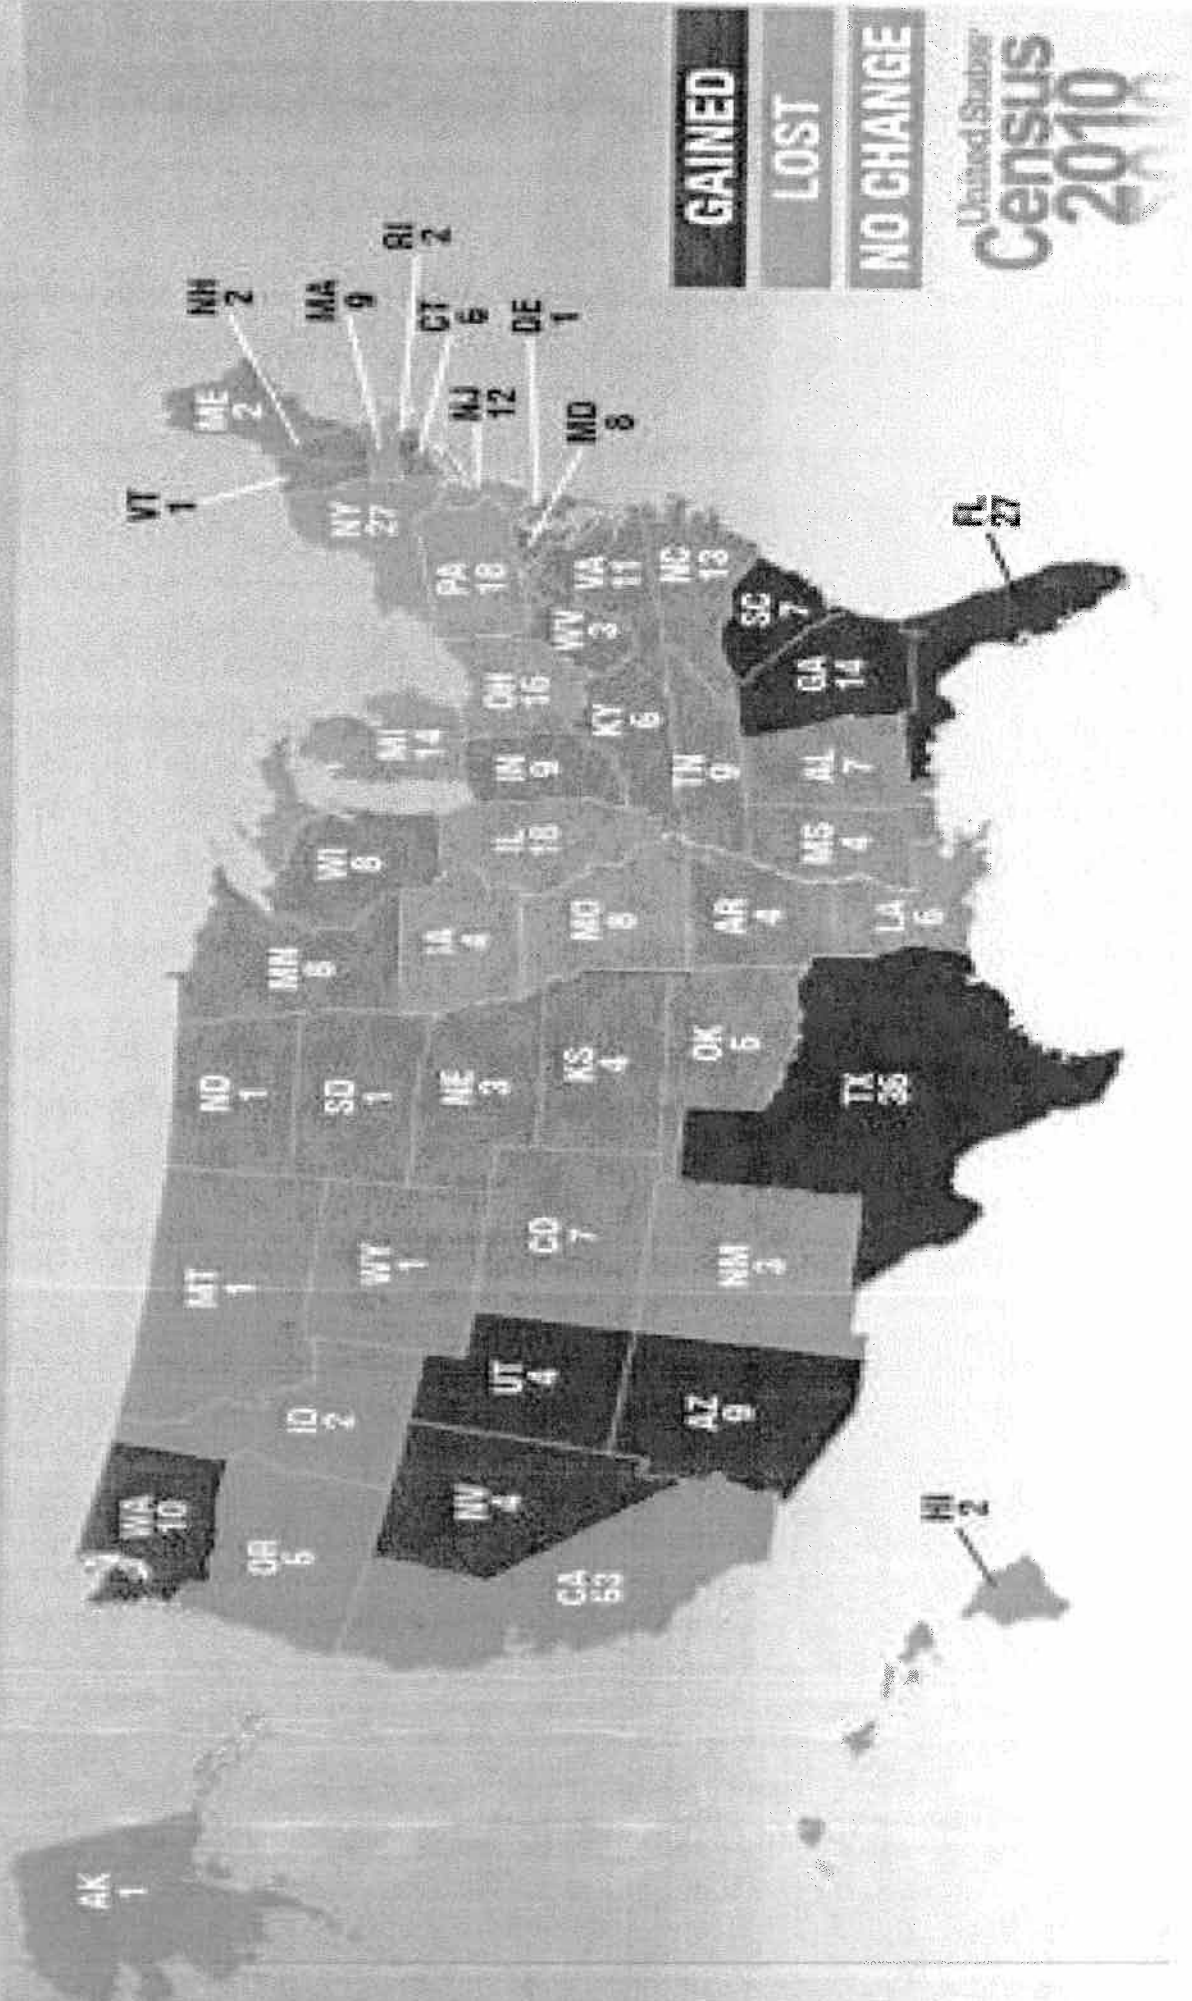 AK
1
WA
10
OR
5
CA
53
NV
4
ID
2
MT
1
WY
1
UT
4
AZ
9
CO
7
NM
3
ND
1
SD
1
NE
3
KS
4
OK
5
TX
36
MN
8
IA
4
MO
8
AR
4
LA
6
WI
8
IL
18
MI
14
IN
9
OH
16
KY
6
TN
9
MS
4
AL
7
GA
14
FL
27
SC
7
NC
13
VA
11
WV
3
PA
18
NY
27
VT
1
ME
2
NH
2
MA
9
RI
2
CT
5
NJ
12
DE
1
MD
8
HI
2
GAINED
LOST
NO CHANGE
United States
Census
2010